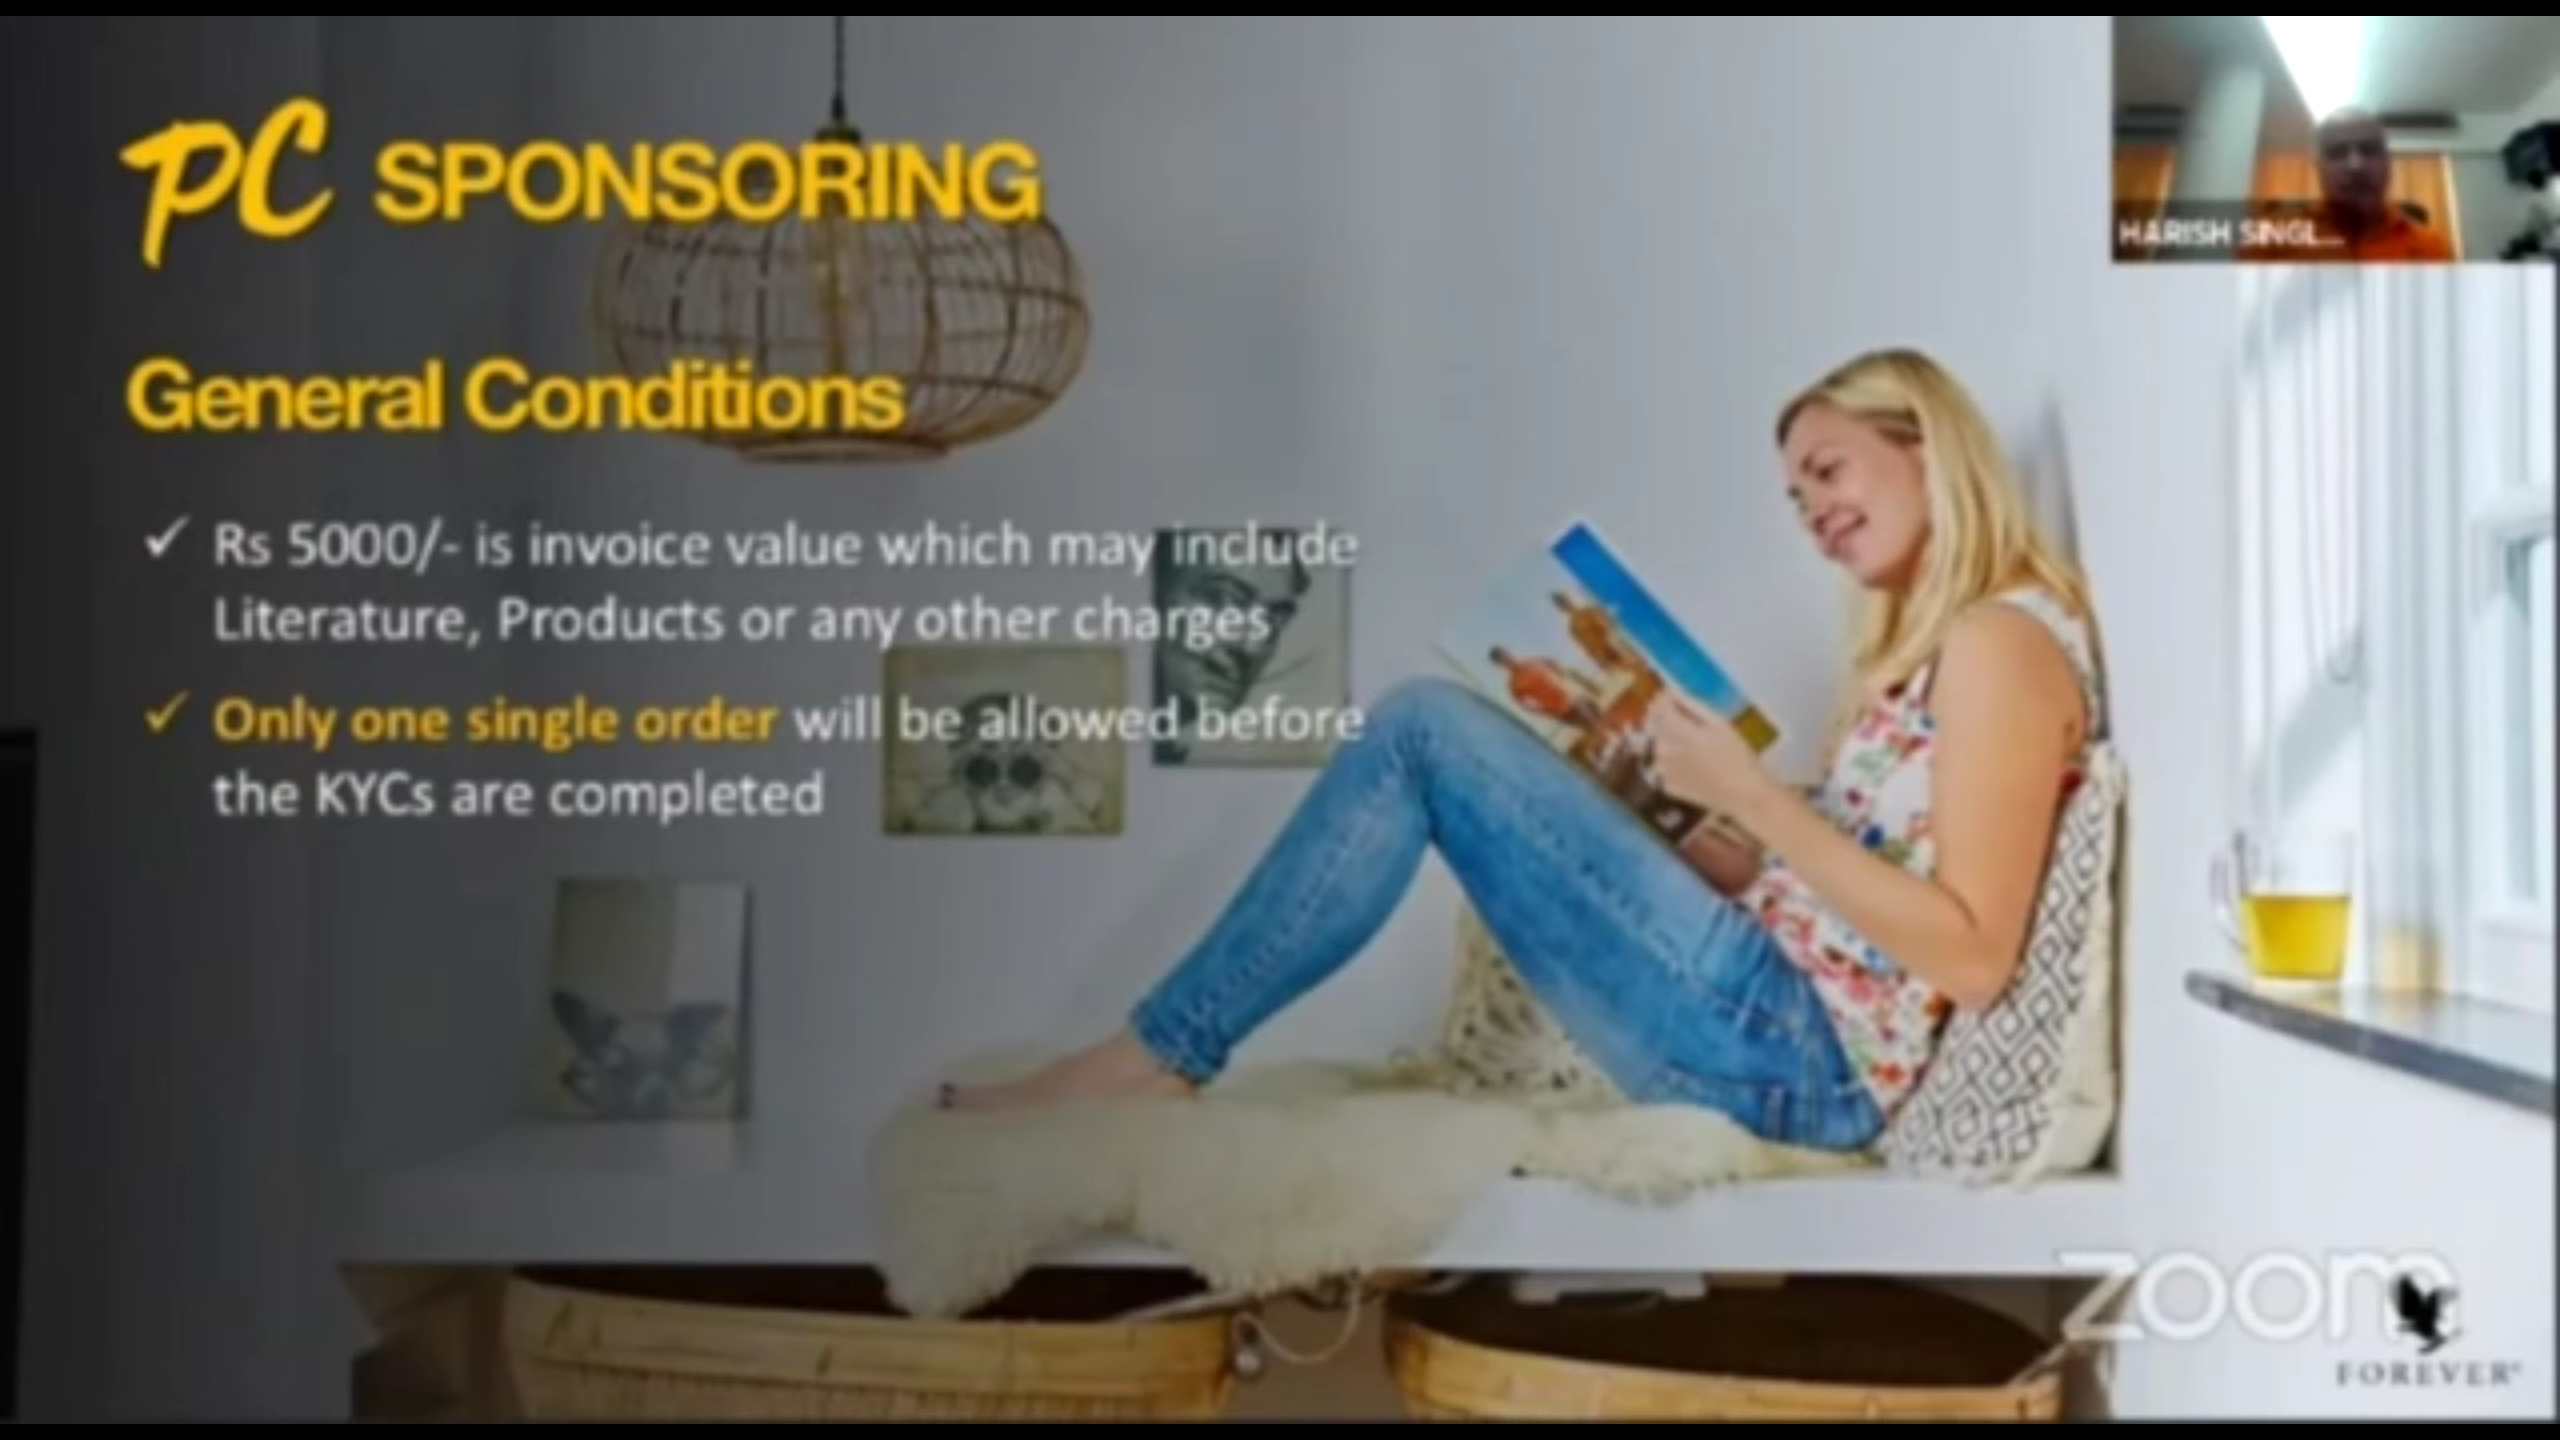 PC SPONSORING
HARISH SINGL...
General Conditions
✓ Rs 5000/- is invoice value which may include
Literature, Products or any other charges
✓ Only one single order will be allowed before
the KYCs are completed
zoom
FOREVER®